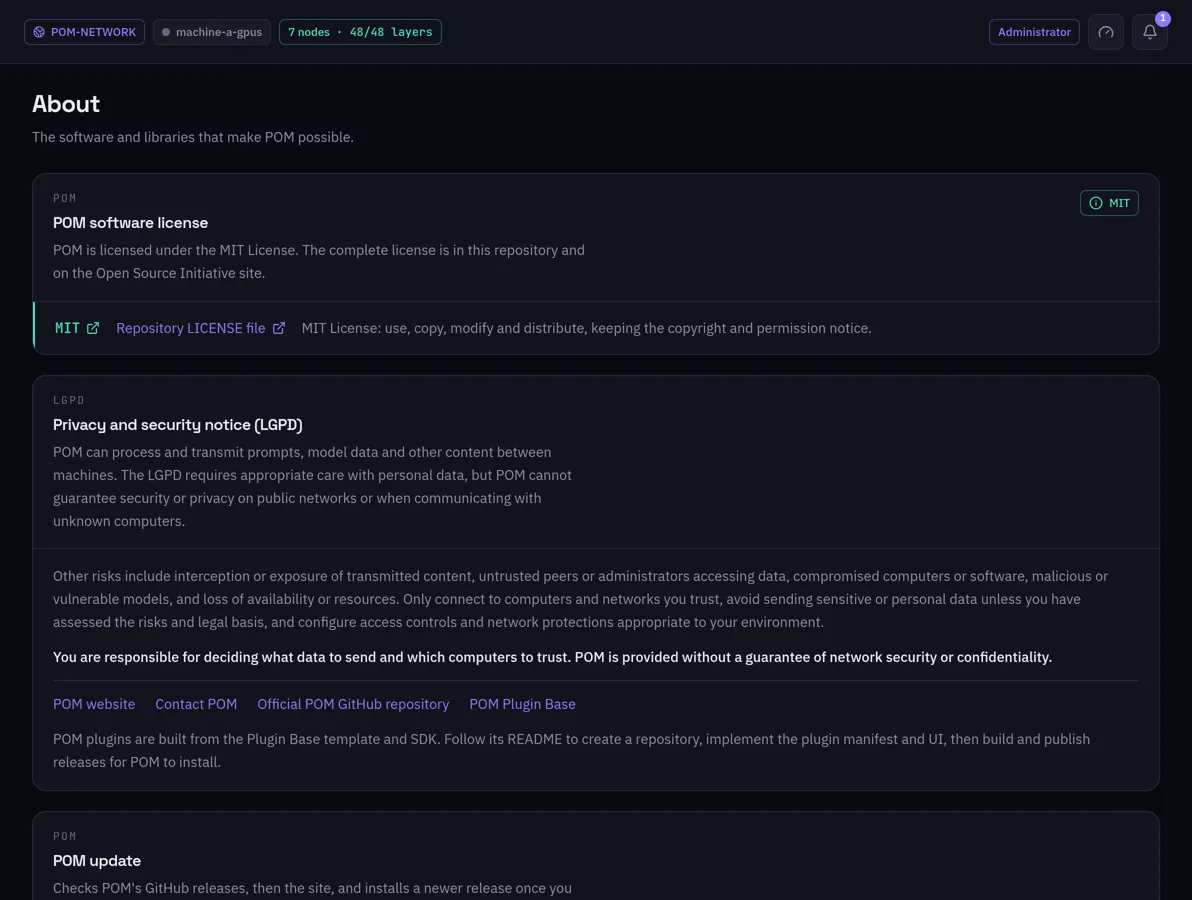 POM-NETWORK
machine-a-gpus
7 nodes · 48/48 layers
Administrator
1
About
The software and libraries that make POM possible.
POM
MIT
POM software license
POM is licensed under the MIT License. The complete license is in this repository and
on the Open Source Initiative site.
MIT
Repository LICENSE file
MIT License: use, copy, modify and distribute, keeping the copyright and permission notice.
LGPD
Privacy and security notice (LGPD)
POM can process and transmit prompts, model data and other content between
machines. The LGPD requires appropriate care with personal data, but POM cannot
guarantee security or privacy on public networks or when communicating with
unknown computers.
Other risks include interception or exposure of transmitted content, untrusted peers or administrators accessing data, compromised computers or software, malicious or
vulnerable models, and loss of availability or resources. Only connect to computers and networks you trust, avoid sending sensitive or personal data unless you have
assessed the risks and legal basis, and configure access controls and network protections appropriate to your environment.
You are responsible for deciding what data to send and which computers to trust. POM is provided without a guarantee of network security or confidentiality.
POM website
Contact POM
Official POM GitHub repository
POM Plugin Base
POM plugins are built from the Plugin Base template and SDK. Follow its README to create a repository, implement the plugin manifest and UI, then build and publish
releases for POM to install.
POM
POM update
Checks POM's GitHub releases, then the site, and installs a newer release once you